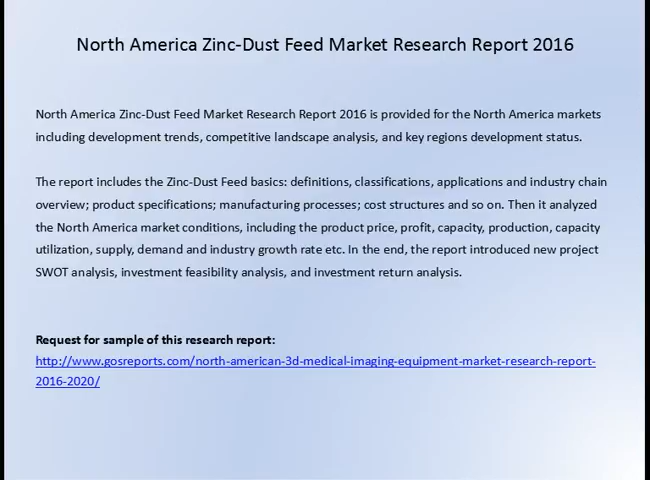 North America Zinc-Dust Feed Market Research Report 2016
North America Zinc-Dust Feed Market Research Report 2016 is provided for the North America markets
including development trends, competitive landscape analysis, and key regions development status.
The report includes the Zinc-Dust Feed basics: definitions, classifications, applications and industry chain
overview; product specifications; manufacturing processes; cost structures and so on. Then it analyzed
the North America market conditions, including the product price, profit, capacity, production, capacity
utilization, supply, demand and industry growth rate etc. In the end, the report introduced new project
SWOT analysis, investment feasibility analysis, and investment return analysis.
Request for sample of this research report:
http://www.gosreports.com/north-american-3d-medical-imaging-equipment-market-research-report-
2016-2020/